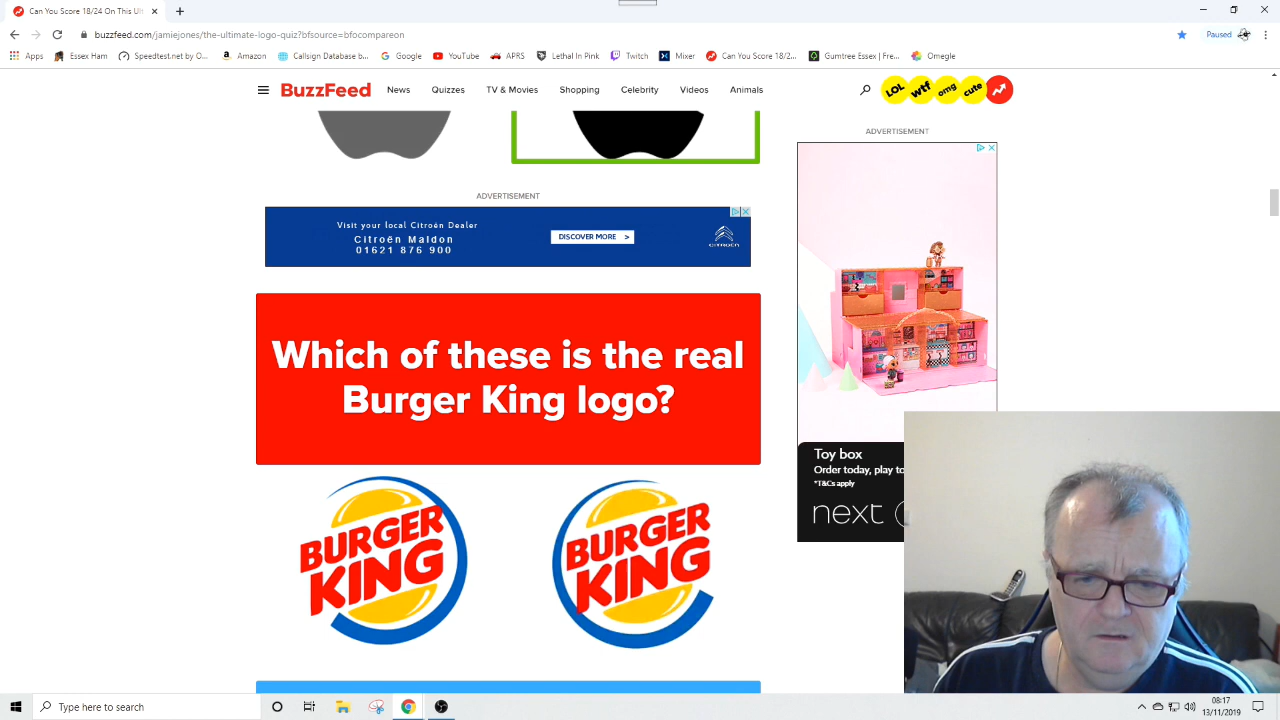 Can You Score 18/24 On This Ult
buzzfeed.com/jamiejones/the-ultimate-logo-quiz?bfsource=bfocompareon
Paused
Apps Essex Ham Speedtest.net by O... Amazon Callsign Database b... Google YouTube APRS Lethal In Pink Twitch Mixer Can You Score 18/2... Gumtree Essex | Fre... Omegle
BuzzFeed News Quizzes TV & Movies Shopping Celebrity Videos Animals LOL wtf omg cute
ADVERTISEMENT
ADVERTISEMENT
Visit your local Citroën Dealer
Citroën Maldon
01621 876 900
DISCOVER MORE >
CITROËN
Which of these is the real
Burger King logo?
BURGER
KING
BURGER
KING
Toy box
Order today, play to
*T&Cs apply
next
Type here to search
08:17
13/11/2019